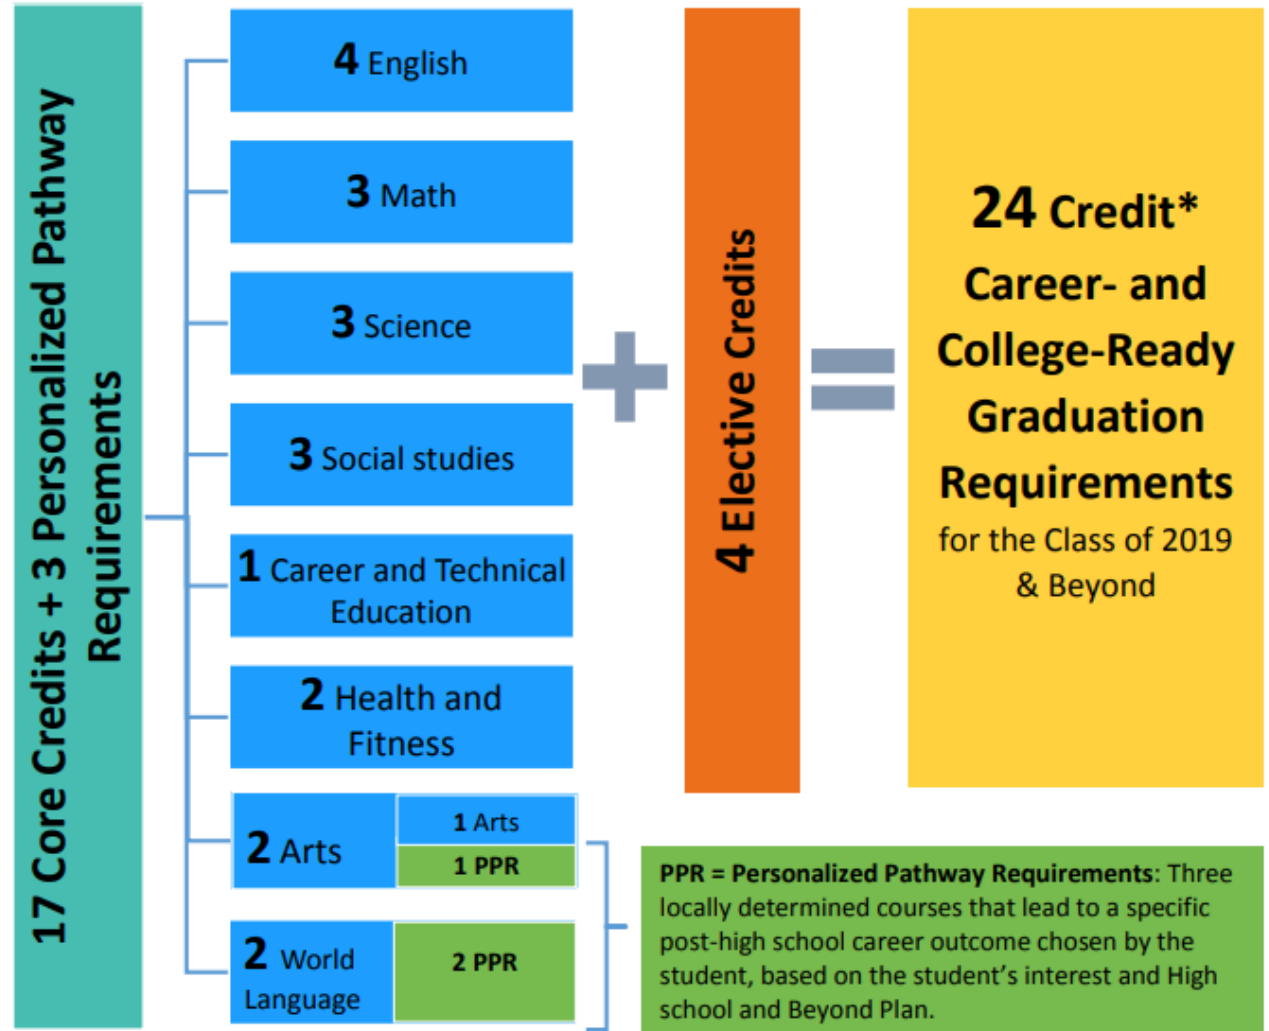 17 Core Credits + 3 Personalized Pathway
Requirements
4 English
3 Math
3 Science
3 Social studies
1 Career and Technical
Education
2 Health and
Fitness
2 Arts
1 Arts
1 PPR
2 World
Language
2 PPR
4 Elective Credits
24 Credit*
Career- and
College-Ready
Graduation
Requirements
for the Class of 2019
& Beyond
PPR = Personalized Pathway Requirements: Three
locally determined courses that lead to a specific
post-high school career outcome chosen by the
student, based on the student’s interest and High
school and Beyond Plan.